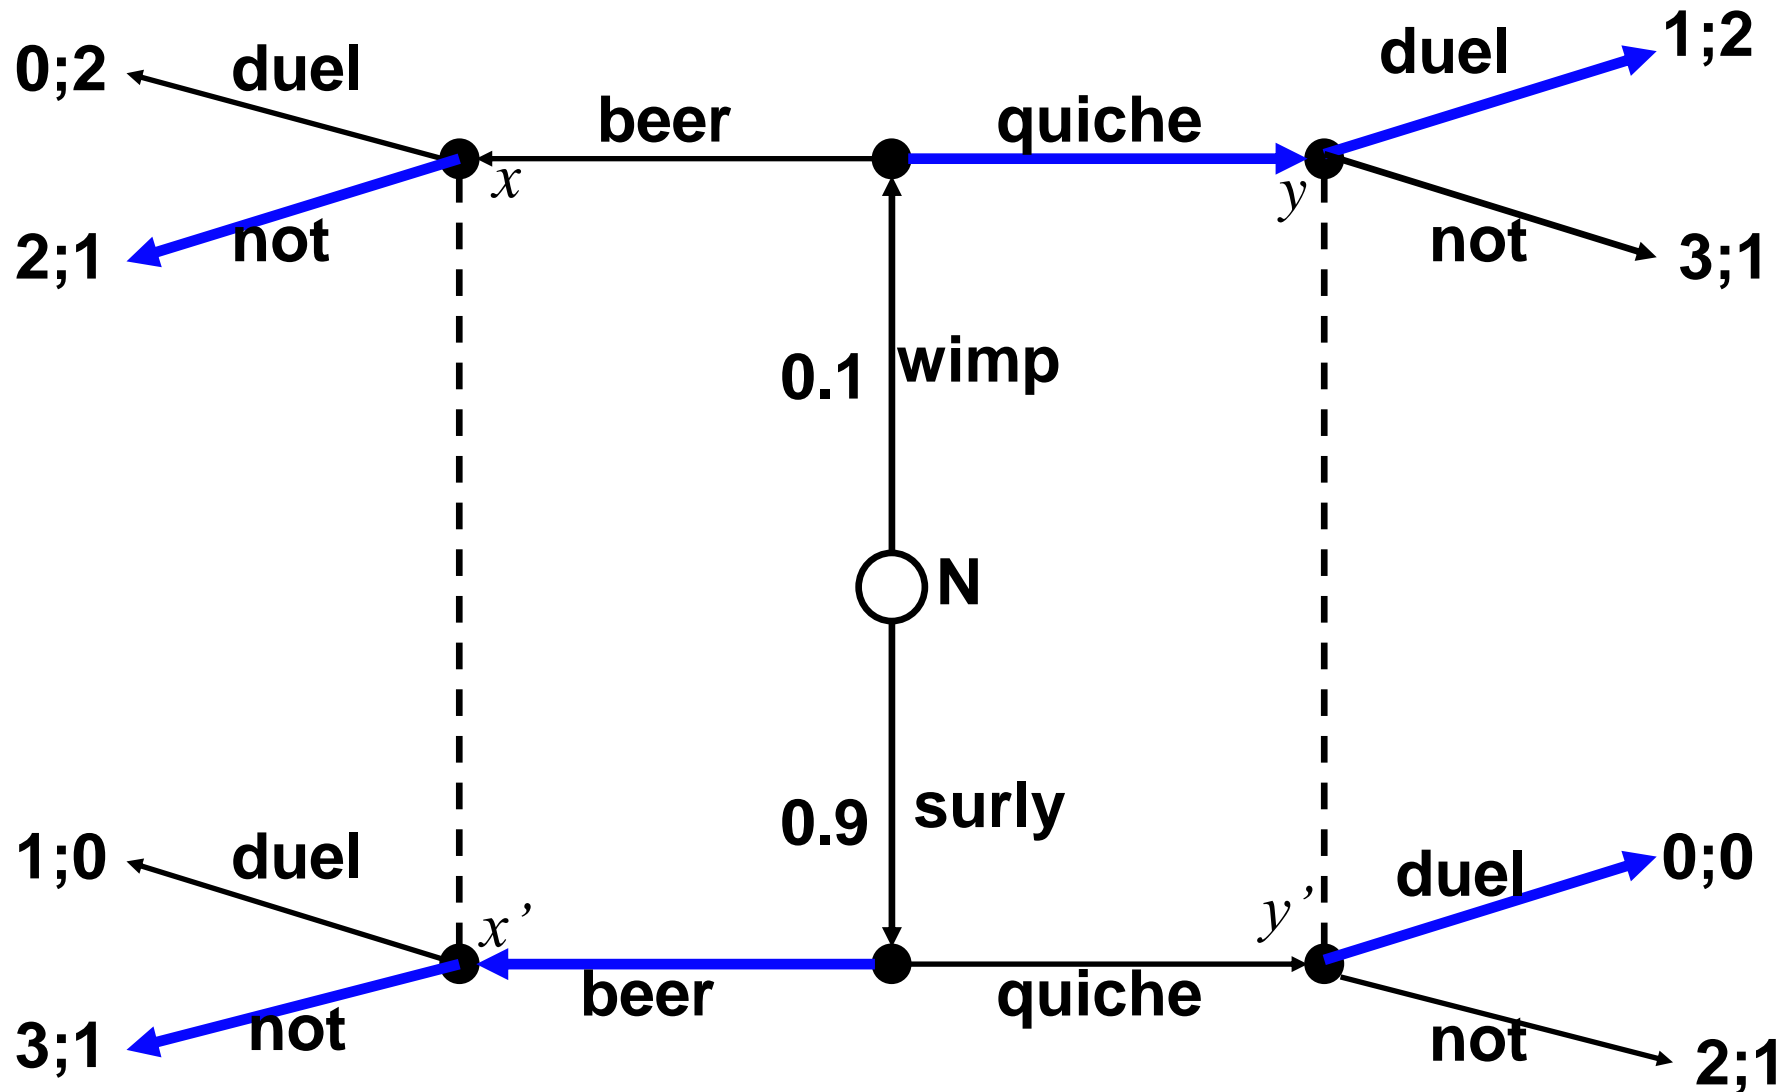 0;2 duel beer quiche duel 1;2
x y
2;1 not not 3;1
0.1 wimp
N
0.9 surly
1;0 duel duel 0;0
x’ y’
beer quiche
3;1 not not 2;1